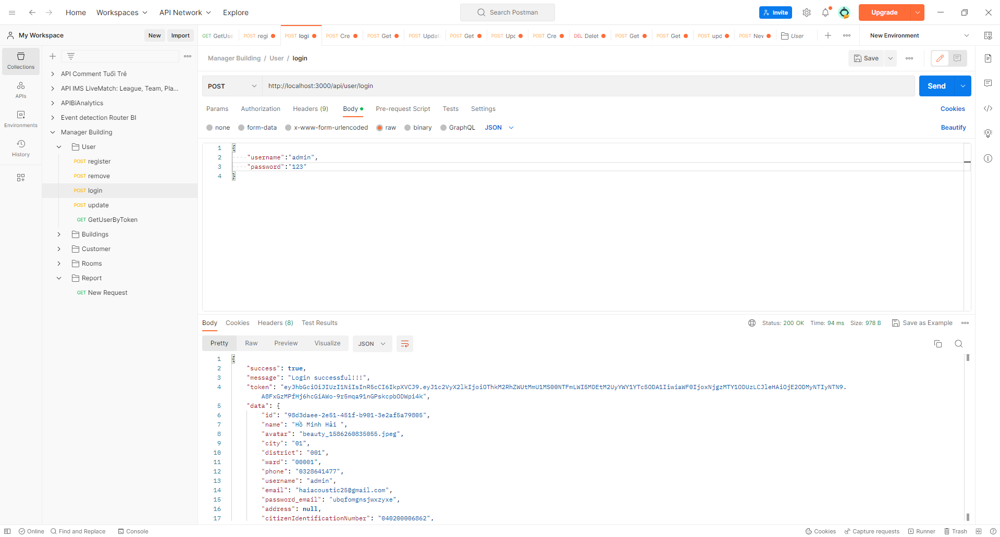 Home Workspaces API Network Explore Search Postman Invite Upgrade
My Workspace New Import
GET GetUse POST regi POST logi POST Cre POST Get POST Updat POST Get POST Upc POST Cre DEL Delet POST Get POST Get POST upd POST Nev User New Environment
Collections
APIs
Environments
History
API Comment Tuổi Trẻ
API IMS LiveMatch: League, Team, Pla...
APIBiAnalytics
Event detection Router BI
Manager Building
User
POST register
POST remove
POST login
POST update
GET GetUserByToken
Buildings
Customer
Rooms
Report
GET New Request
Manager Building / User / login Save
POST http://localhost:3000/api/user/login Send
Params Authorization Headers (9) Body Pre-request Script Tests Settings Cookies
none form-data x-www-form-urlencoded raw binary GraphQL JSON Beautify
1 {
2 "username":"admin",
3 "password":"123"
4 }
Body Cookies Headers (8) Test Results Status: 200 OK Time: 94 ms Size: 978 B Save as Example
Pretty Raw Preview Visualize JSON
1 {
2 "success": true,
3 "message": "Login successful!!!",
4 "token": "eyJhbGciOiJIUzI1NiIsInR5cCI6IkpXVCJ9.
5 "data": {
6 "id": "98d3daee-2e51-451f-b901-3e2af5a79805",
7 "name": "Hồ Minh Hải ",
8 "avatar": "beauty_1586260835055.jpeg",
9 "city": "01",
10 "district": "001",
11 "ward": "00001",
12 "phone": "0328641477",
13 "username": "admin",
14 "email": "haiacoustic25@gmail.com",
15 "password_email": "ubqfomgnsjwxzyxe",
16 "address": null,
17 "citizenIdentificationNumber": "040200006862",
Online Find and Replace Console Cookies Capture requests Runner Trash